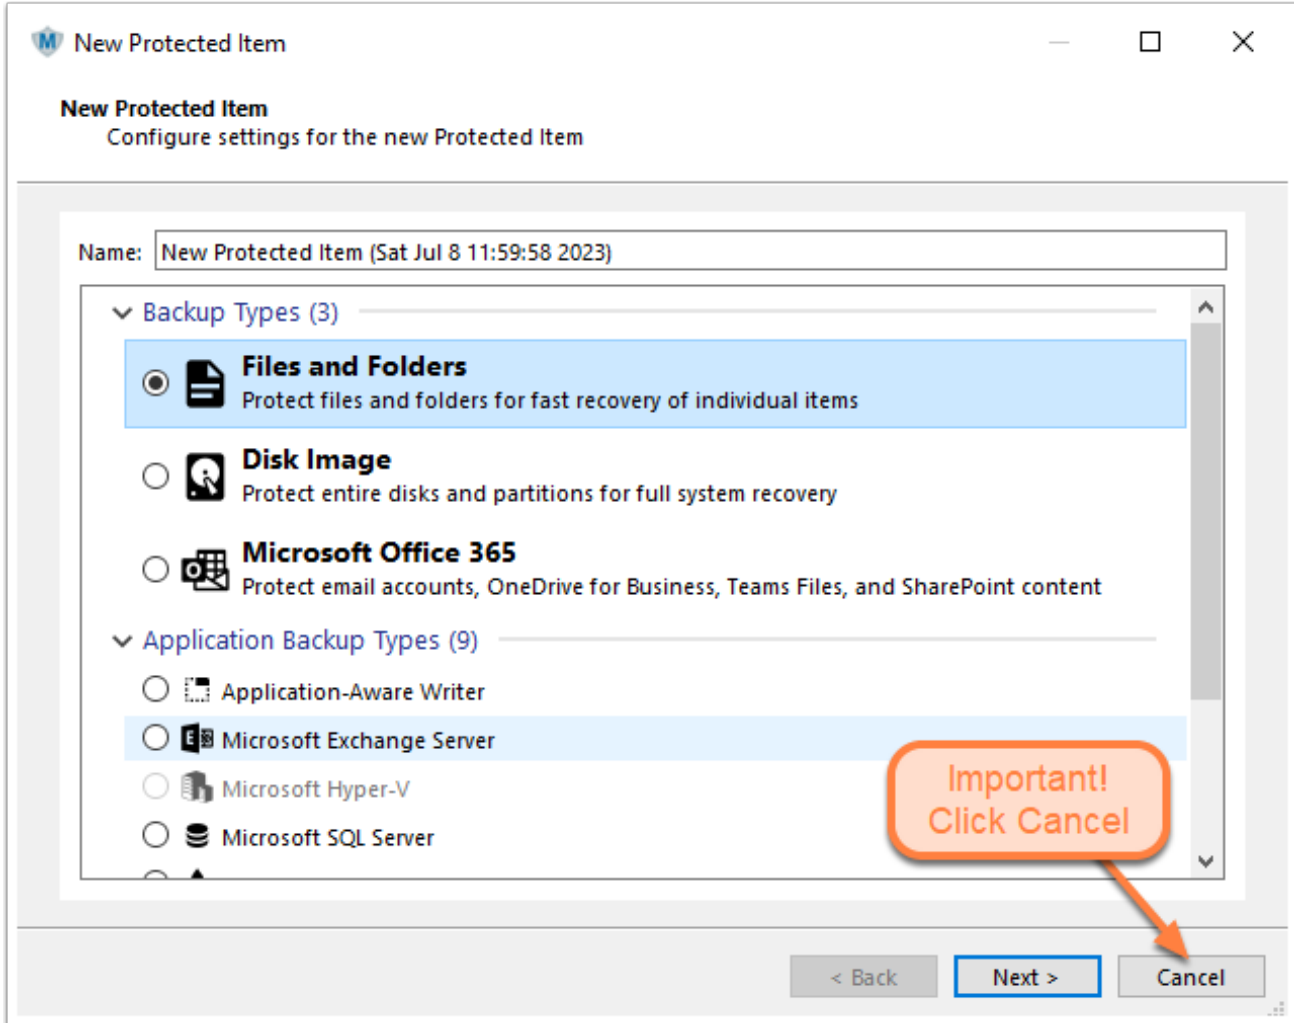 New Protected Item
New Protected Item
Configure settings for the new Protected Item
Name: New Protected Item (Sat Jul 8 11:59:58 2023)
Backup Types (3)
Files and Folders
Protect files and folders for fast recovery of individual items
Disk Image
Protect entire disks and partitions for full system recovery
Microsoft Office 365
Protect email accounts, OneDrive for Business, Teams Files, and SharePoint content
Application Backup Types (9)
Application-Aware Writer
Microsoft Exchange Server
Microsoft Hyper-V
Microsoft SQL Server
Important!
Click Cancel
< Back Next > Cancel